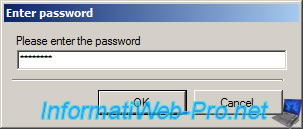 Enter password
Please enter the password
********
OK
Cancel
InformatiWeb-Pro.net